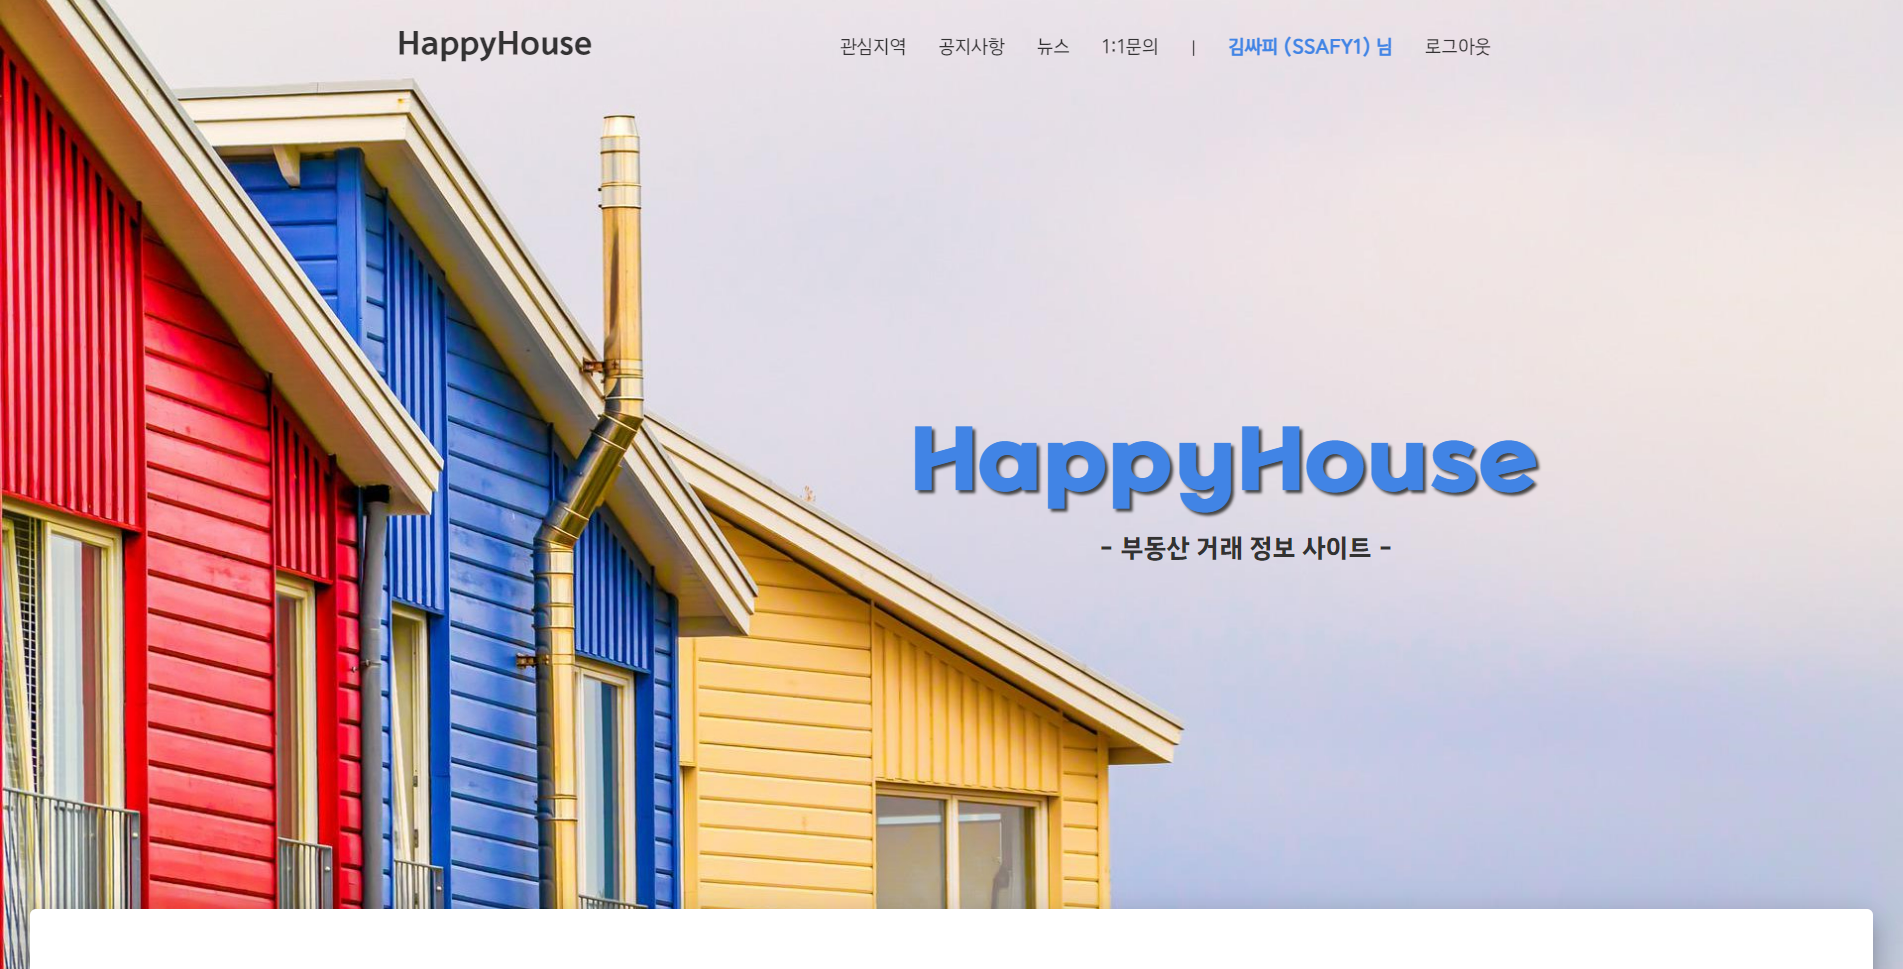 HappyHouse
관심지역 공지사항 뉴스 1:1문의 | 김싸피 (SSAFY1) 님 로그아웃
HappyHouse
- 부동산 거래 정보 사이트 -